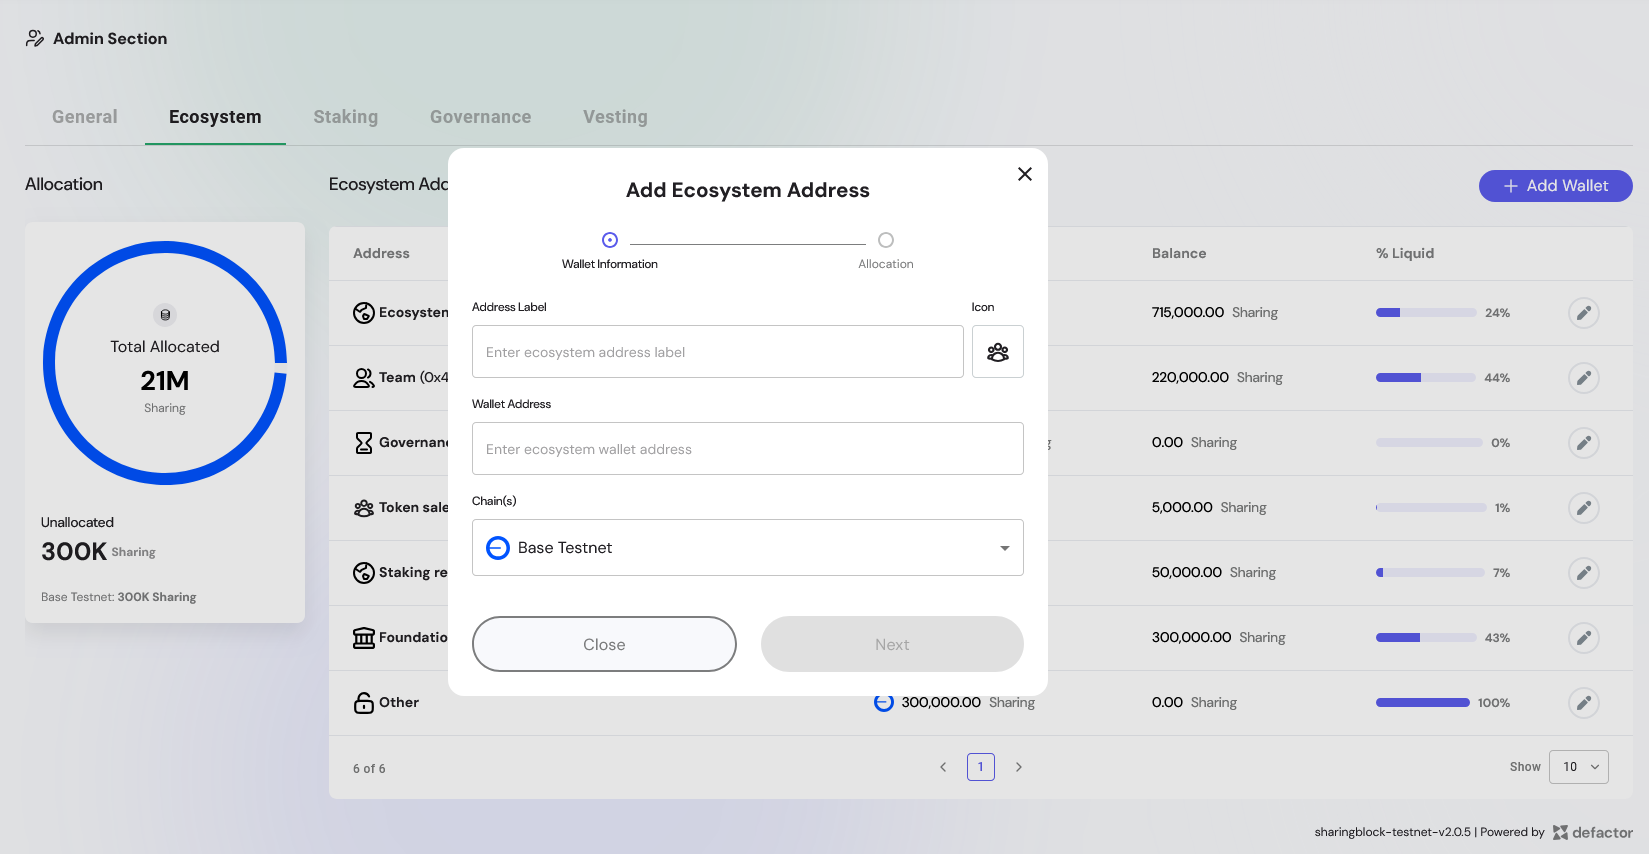 Admin Section
General Ecosystem Staking Governance Vesting
Allocation
Total Allocated
21M
Sharing
Unallocated
300K Sharing
Base Testnet: 300K Sharing
Ecosystem Add
+ Add Wallet
Address Balance % Liquid
Ecosystem 715,000.00 Sharing 24%
Team (0x4 220,000.00 Sharing 44%
Governanc 0.00 Sharing 0%
Token sale 5,000.00 Sharing 1%
Staking re 50,000.00 Sharing 7%
Foundatio 300,000.00 Sharing 43%
Other 300,000.00 Sharing 0.00 Sharing 100%
6 of 6 1 Show 10
Add Ecosystem Address
Wallet Information Allocation
Address Label Icon
Enter ecosystem address label
Wallet Address
Enter ecosystem wallet address
Chain(s)
Base Testnet
Close Next
sharingblock-testnet-v2.0.5 | Powered by defactor